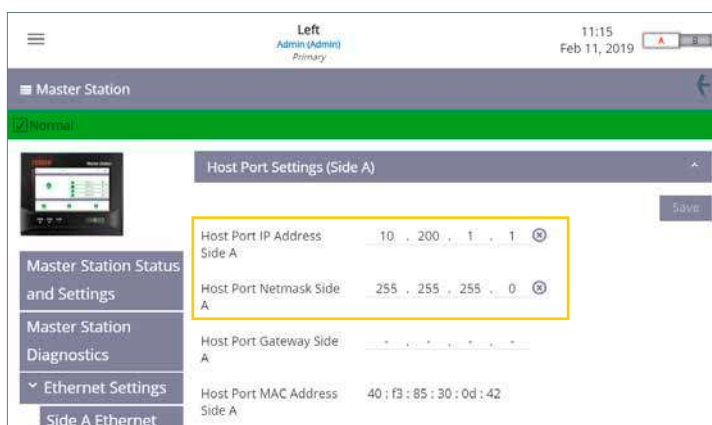 Left
Admin (Admin)
Primary
11:15
Feb 11, 2019
A
B
Master Station
Normal
Host Port Settings (Side A)
Save
Host Port IP Address
Side A
10 . 200 . 1 . 1
Host Port Netmask Side
A
255 . 255 . 255 . 0
Host Port Gateway Side
A
- . - . - . -
Host Port MAC Address
Side A
40 : f3 : 85 : 30 : 0d : 42
Master Station Status
and Settings
Master Station
Diagnostics
Ethernet Settings
Side A Ethernet